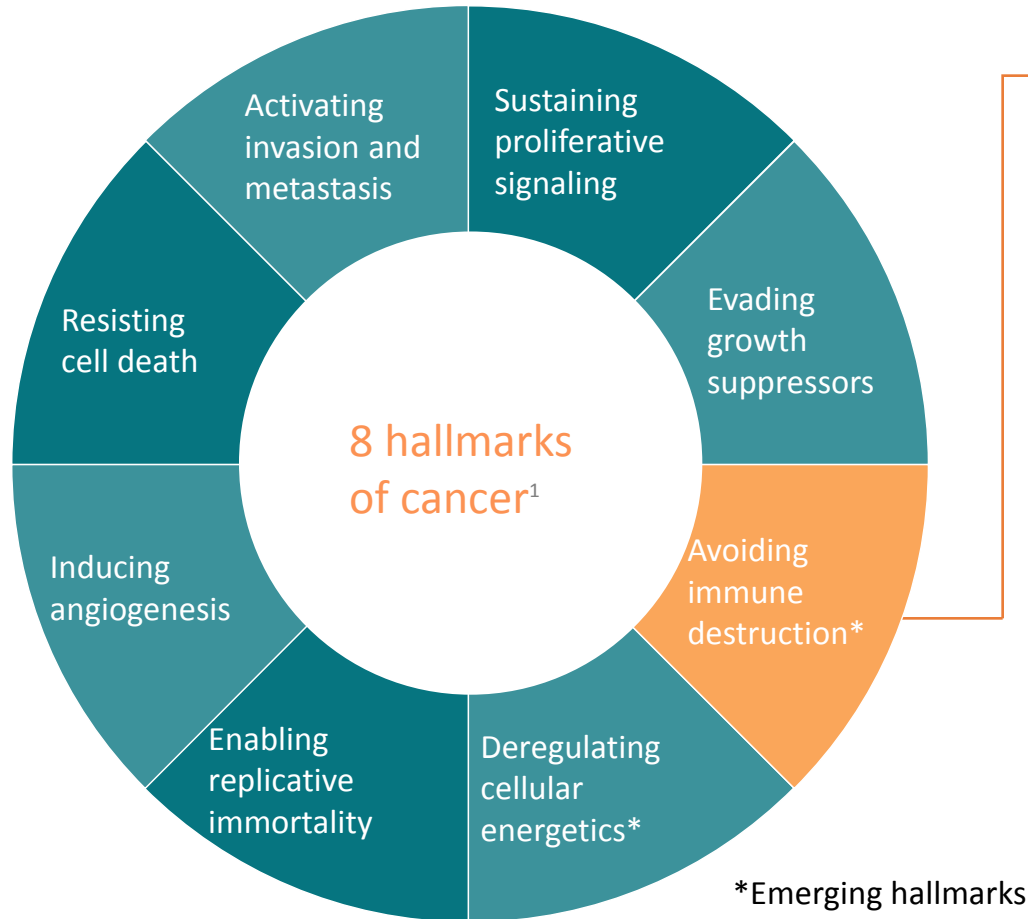 Activating
invasion and
metastasis
Sustaining
proliferative
signaling
Evading
growth
suppressors
Avoiding
immune
destruction*
Deregulating
cellular
energetics*
Enabling
replicative
immortality
Inducing
angiogenesis
Resisting
cell death
8 hallmarks
of cancer¹
*Emerging hallmarks